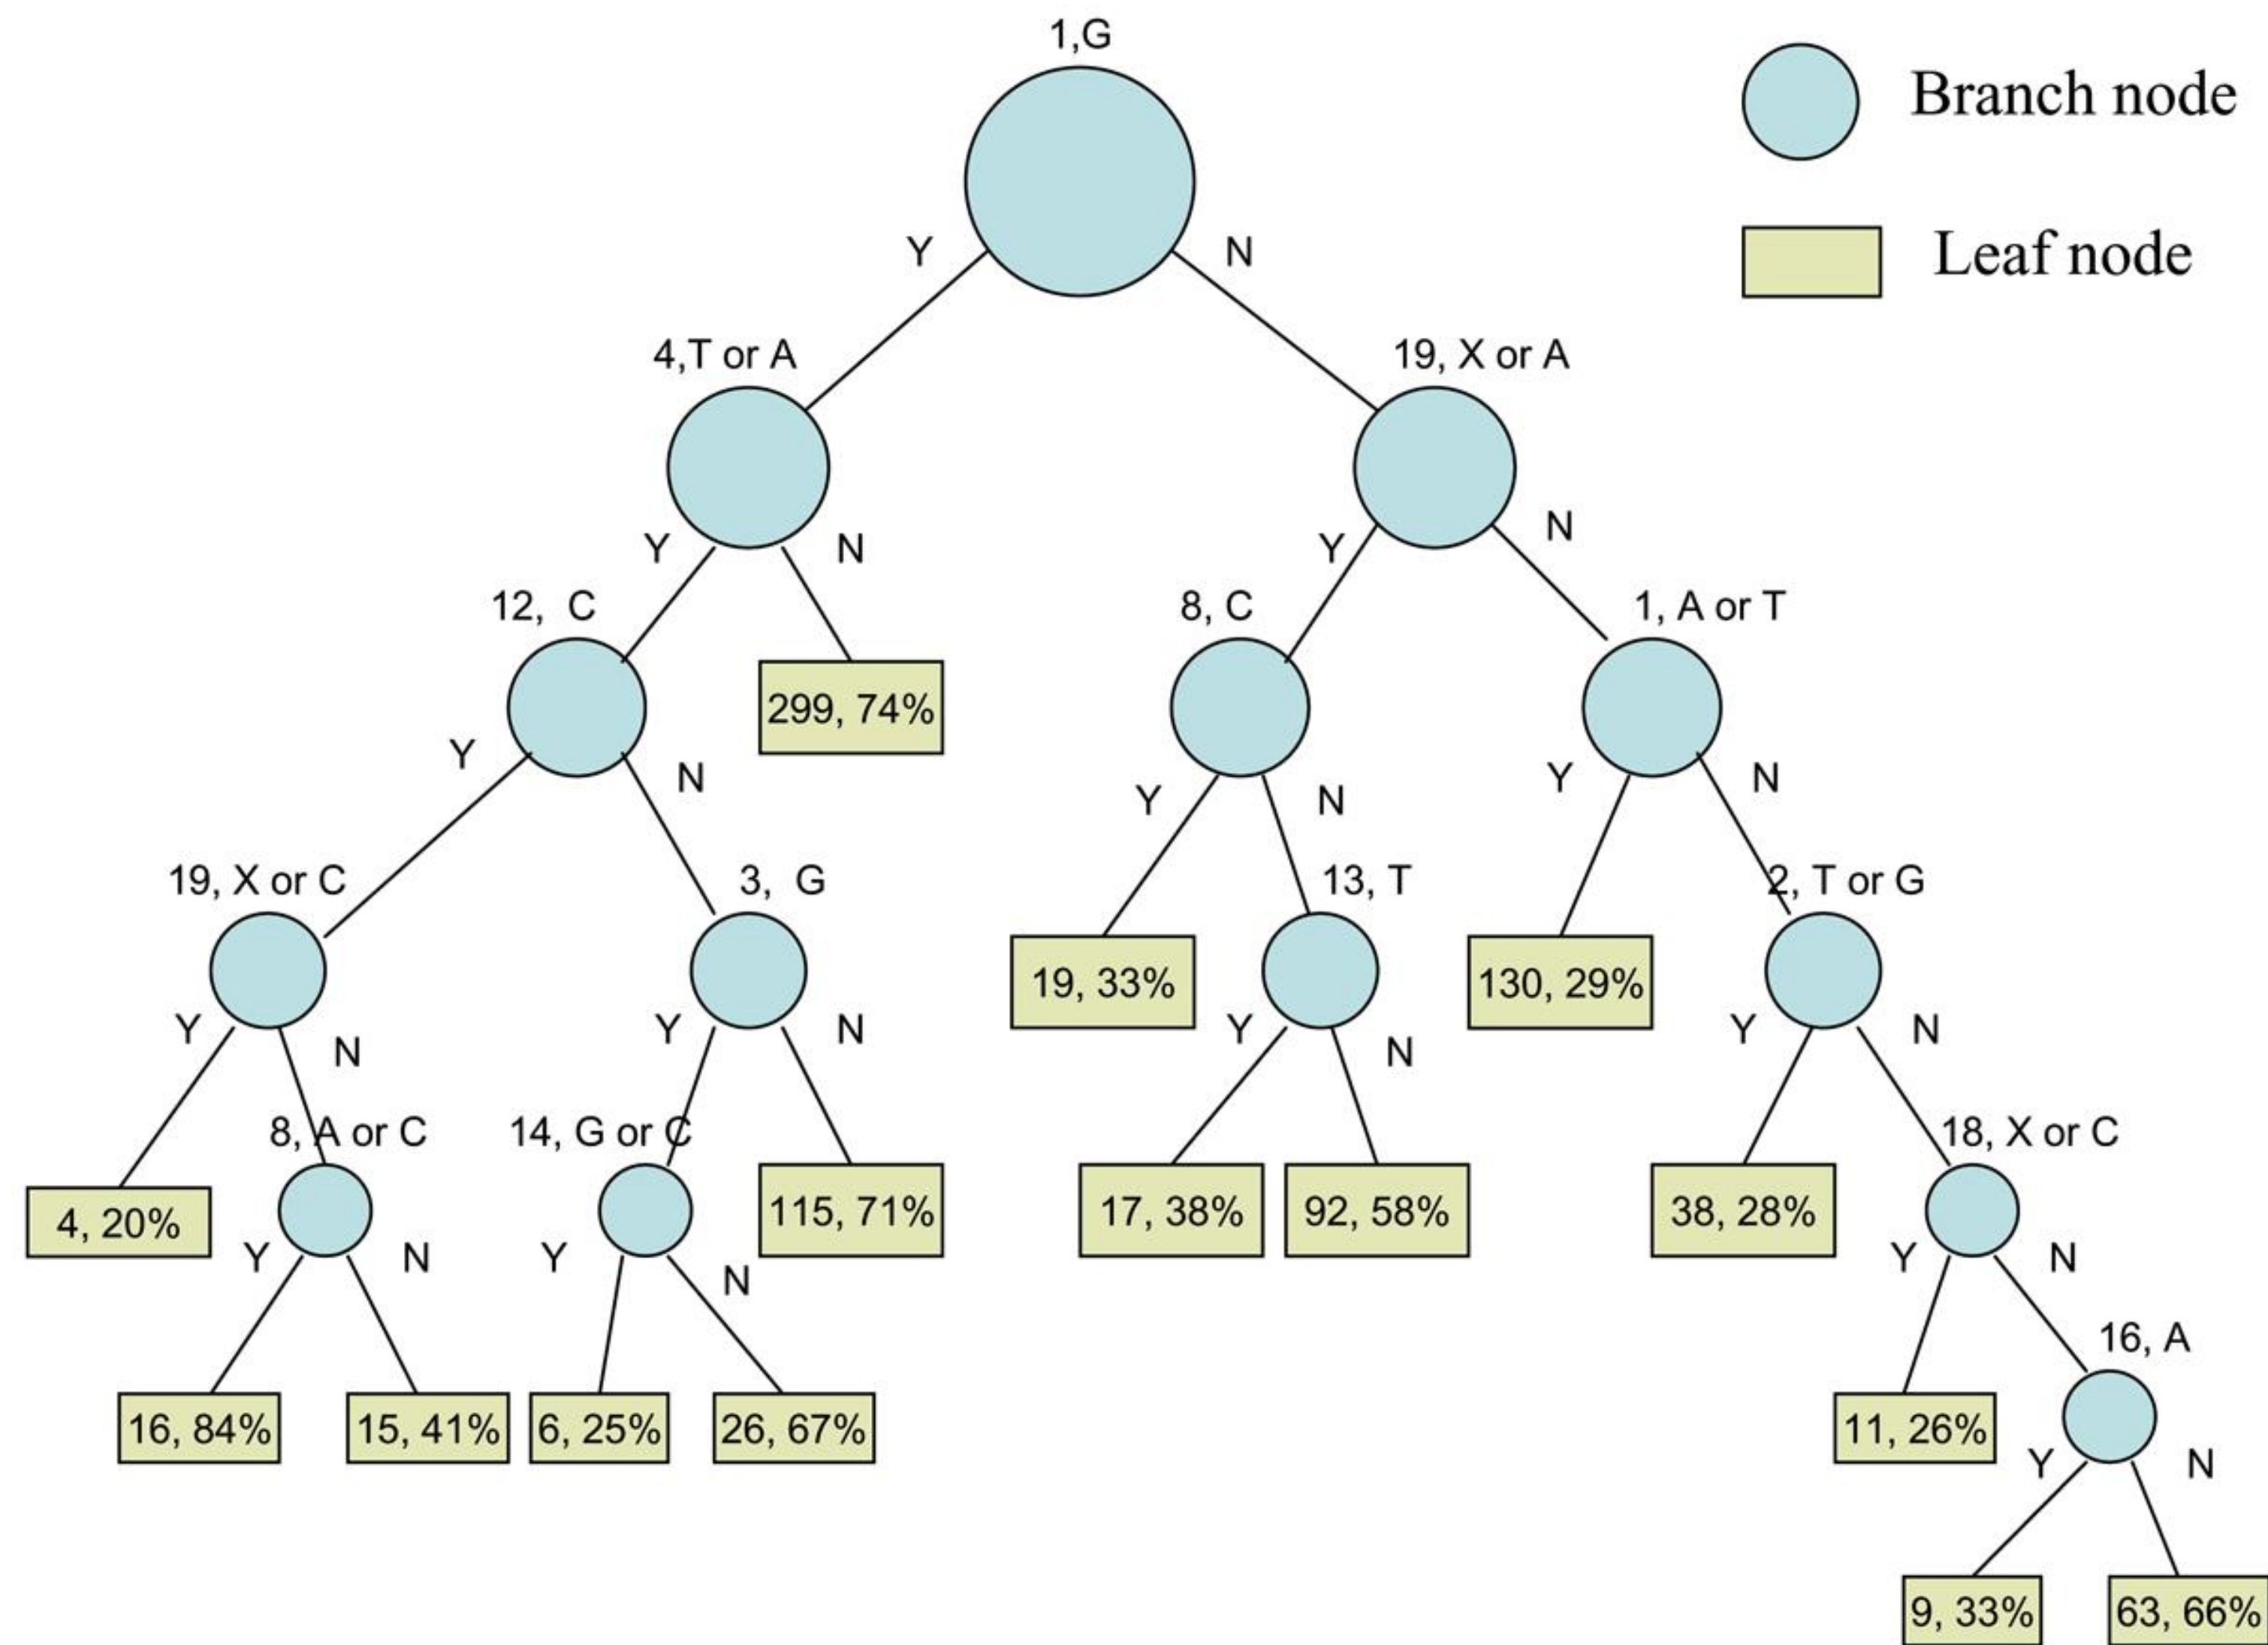 1,G
Branch node
Leaf node
Y
N
4,T or A
19, X or A
Y
N
Y
N
12,  C
8, C
1, A or T
299, 74%
Y
N
Y
N
Y
N
19, X or C
3,  G
13, T
2, T or G
19, 33%
130, 29%
Y
N
Y
N
Y
N
Y
N
8, A or C
14, G or C
18, X or C
4, 20%
115, 71%
17, 38%
92, 58%
38, 28%
Y
N
Y
N
Y
N
16, A
16, 84%
15, 41%
6, 25%
26, 67%
11, 26%
Y
N
9, 33%
63, 66%